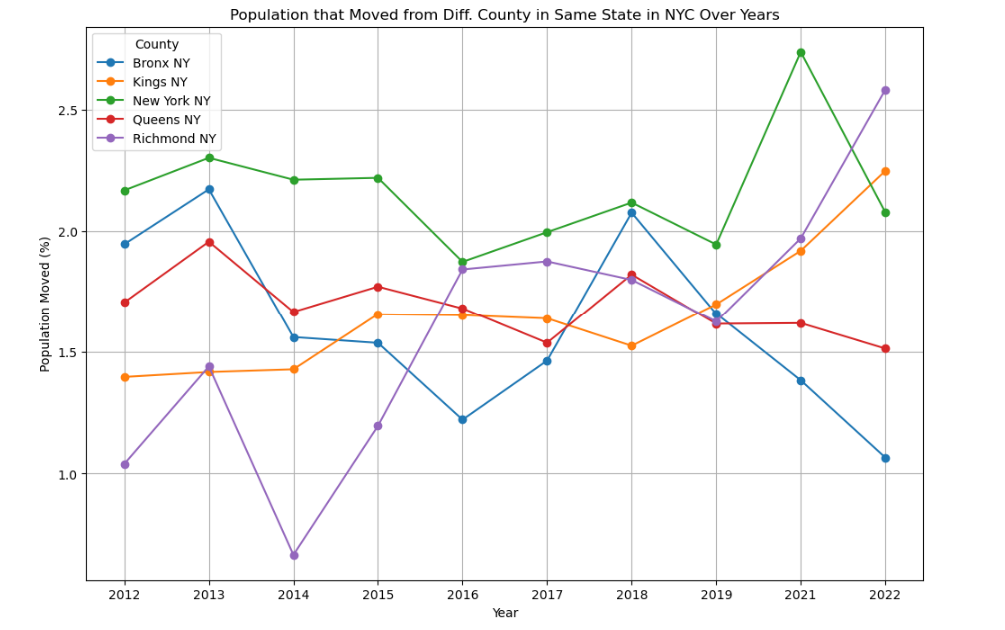 Population that Moved from Diff. County in Same State in NYC Over Years
County
Bronx NY
Kings NY
New York NY
Queens NY
Richmond NY
2.5
2.0
1.5
1.0
Population Moved (%)
2012 2013 2014 2015 2016 2017 2018 2019 2021 2022
Year